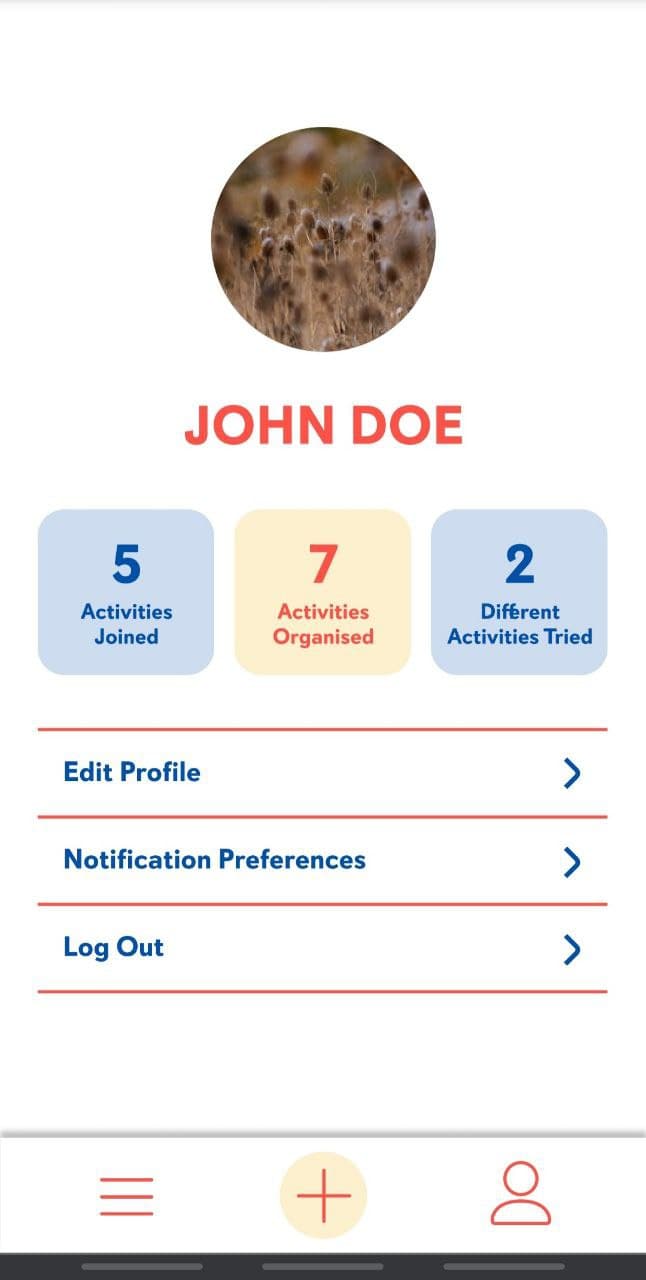 JOHN DOE
5
Activities
Joined
7
Activities
Organised
2
Different
Activities Tried
Edit Profile
Notification Preferences
Log Out